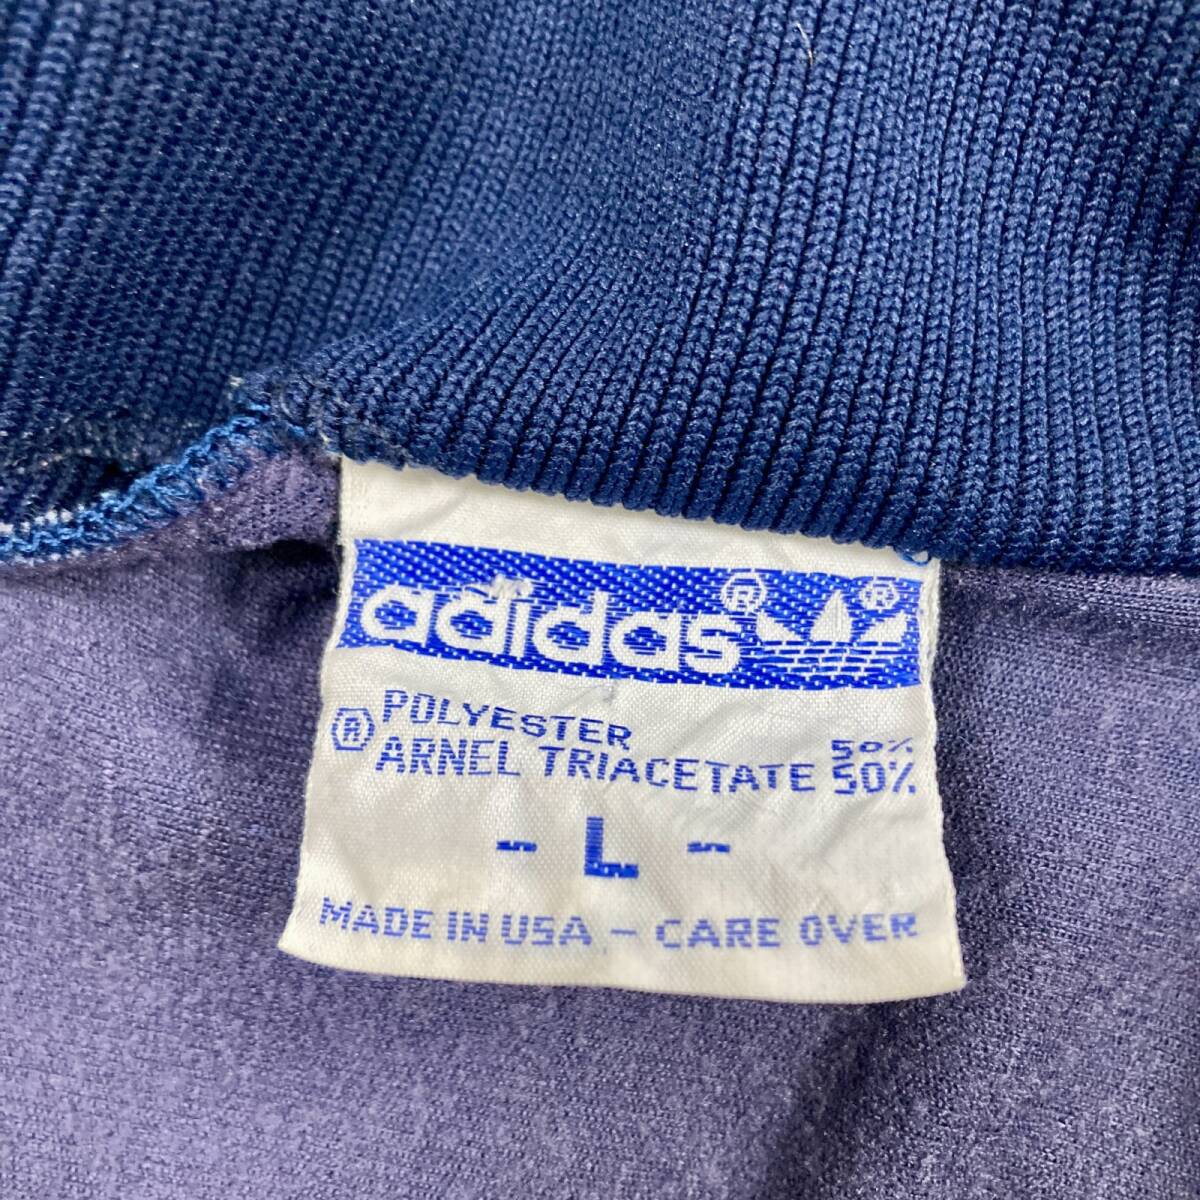 adidas® ®
POLYESTER 50%
® ARNEL TRIACETATE 50%
- L -
MADE IN USA - CARE OVER